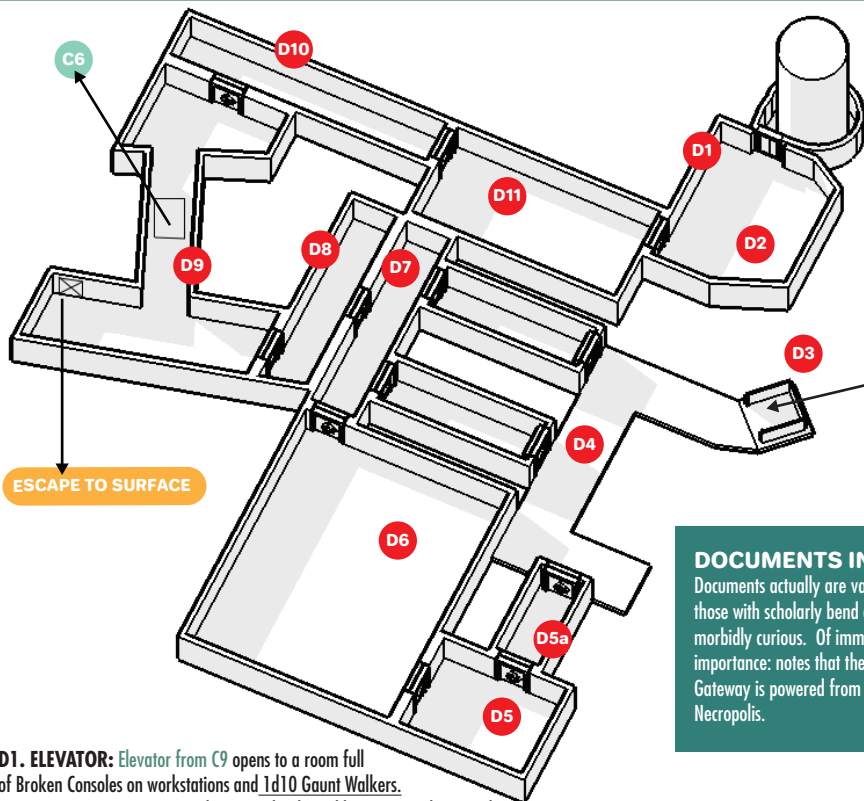 C6
D10
D1
D11
D2
D8
D7
D9
D3
D4
ESCAPE TO SURFACE
D6
D5a
D5
DOCUMENTS IN
Documents actually are
those with scholarly bend
morbidly curious. Of
importance: notes that the
Gateway is powered from
Necropolis.
D1. ELEVATOR: Elevator from C9 opens to a room full
of Broken Consoles on workstations and 1d10 Gaunt Walkers.